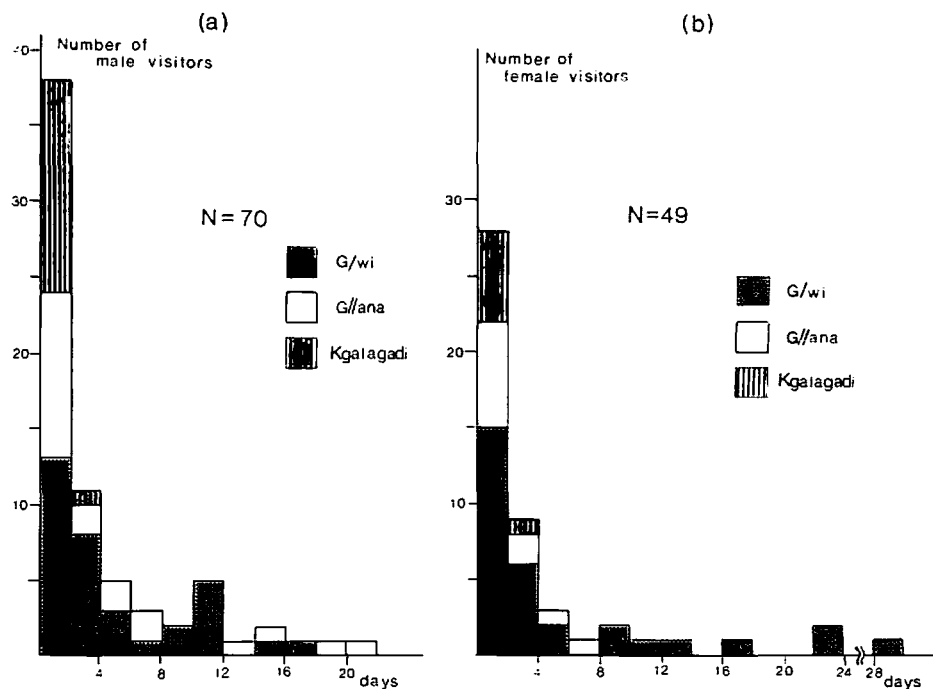 (a)
Number of
male visitors
30
20
10
N = 70
G/wi
G//ana
Kgalagadi
4
8
12
16
20
days
(b)
Number of
female visitors
30
20
10
N=49
G/wi
G//ana
Kgalagadi
4
8
12
16
20
24
28
days